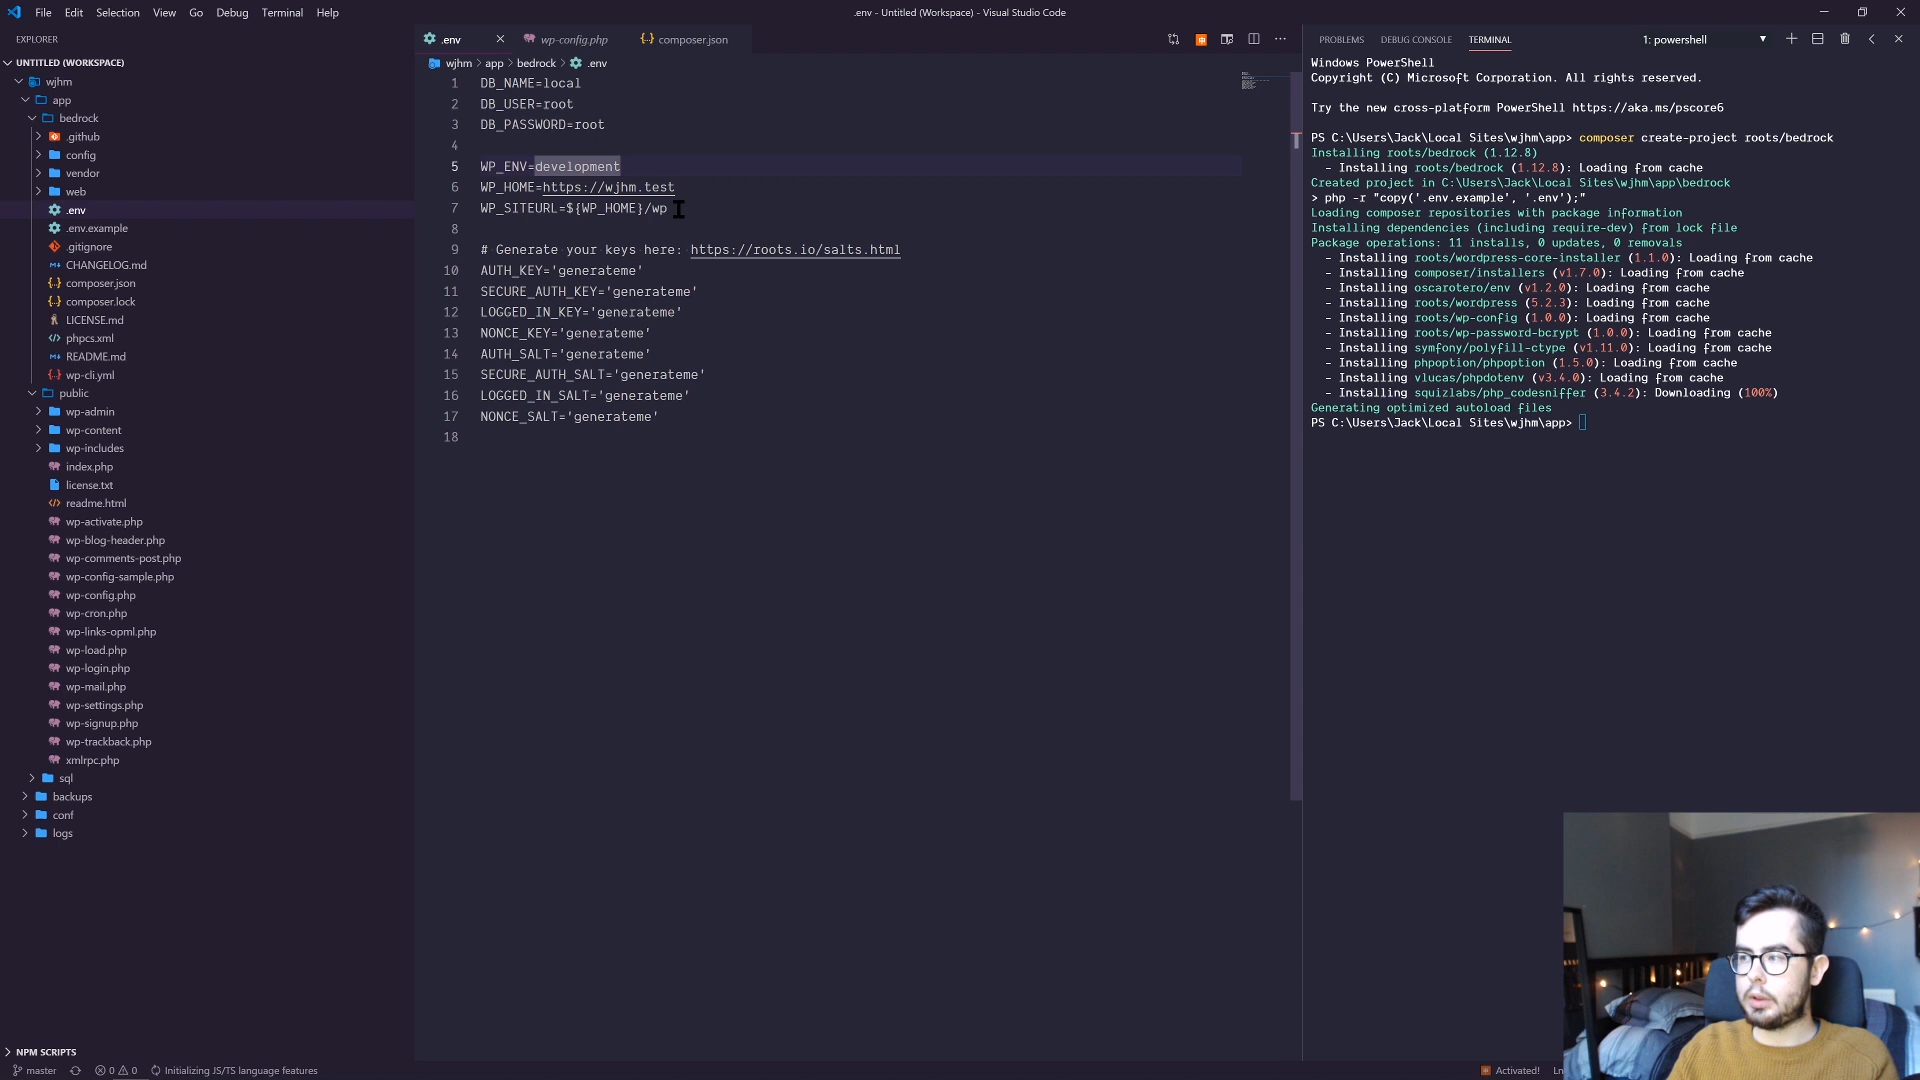 File Edit Selection View Go Debug Terminal Help
.env - Untitled (Workspace) - Visual Studio Code
EXPLORER
UNTITLED (WORKSPACE)
wjhm
app
bedrock
.github
config
vendor
web
.env
.env.example
.gitignore
CHANGELOG.md
composer.json
composer.lock
LICENSE.md
phpcs.xml
README.md
wp-cli.yml
public
wp-admin
wp-content
wp-includes
index.php
license.txt
readme.html
wp-activate.php
wp-blog-header.php
wp-comments-post.php
wp-config-sample.php
wp-config.php
wp-cron.php
wp-links-opml.php
wp-load.php
wp-login.php
wp-mail.php
wp-settings.php
wp-signup.php
wp-trackback.php
xmlrpc.php
sql
backups
conf
logs
NPM SCRIPTS
.env wp-config.php composer.json
wjhm > app > bedrock > .env
1 DB_NAME=local
2 DB_USER=root
3 DB_PASSWORD=root
4
5 WP_ENV=development
6 WP_HOME=https://wjhm.test
7 WP_SITEURL=${WP_HOME}/wp
8
9 # Generate your keys here: https://roots.io/salts.html
10 AUTH_KEY='generateme'
11 SECURE_AUTH_KEY='generateme'
12 LOGGED_IN_KEY='generateme'
13 NONCE_KEY='generateme'
14 AUTH_SALT='generateme'
15 SECURE_AUTH_SALT='generateme'
16 LOGGED_IN_SALT='generateme'
17 NONCE_SALT='generateme'
18
PROBLEMS DEBUG CONSOLE TERMINAL 1: powershell
Windows PowerShell
Copyright (C) Microsoft Corporation. All rights reserved.
Try the new cross-platform PowerShell https://aka.ms/pscore6
PS C:\Users\Jack\Local Sites\wjhm\app> composer create-project roots/bedrock
Installing roots/bedrock (1.12.8)
- Installing roots/bedrock (1.12.8): Loading from cache
Created project in C:\Users\Jack\Local Sites\wjhm\app\bedrock
> php -r "copy('.env.example', '.env');"
Loading composer repositories with package information
Installing dependencies (including require-dev) from lock file
Package operations: 11 installs, 0 updates, 0 removals
- Installing roots/wordpress-core-installer (1.1.0): Loading from cache
- Installing composer/installers (v1.7.0): Loading from cache
- Installing oscarotero/env (v1.2.0): Loading from cache
- Installing roots/wordpress (5.2.3): Loading from cache
- Installing roots/wp-config (1.0.0): Loading from cache
- Installing roots/wp-password-bcrypt (1.0.0): Loading from cache
- Installing symfony/polyfill-ctype (v1.11.0): Loading from cache
- Installing phpoption/phpoption (1.5.0): Loading from cache
- Installing vlucas/phpdotenv (v3.4.0): Loading from cache
- Installing squizlabs/php_codesniffer (3.4.2): Downloading (100%)
Generating optimized autoload files
PS C:\Users\Jack\Local Sites\wjhm\app>
master 0 0 Initializing JS/TS language features
Activated! Ln